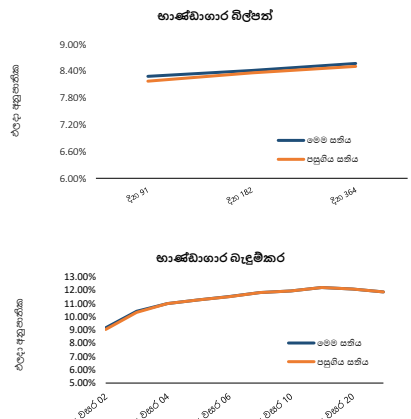 භාණ්ඩාගාර බිල්පත්
ඵලදා අනුපාතික
9.00%
8.40%
7.80%
7.20%
6.60%
6.00%
මෙම සතිය
පසුගිය සතිය
දින 91
දින 182
දින 364
භාණ්ඩාගාර බැඳුම්කර
ඵලදා අනුපාතික
13.00%
12.00%
11.00%
10.00%
9.00%
8.00%
7.00%
6.00%
5.00%
මෙම සතිය
පසුගිය සතිය
වසර 02
වසර 04
වසර 06
වසර 10
වසර 20